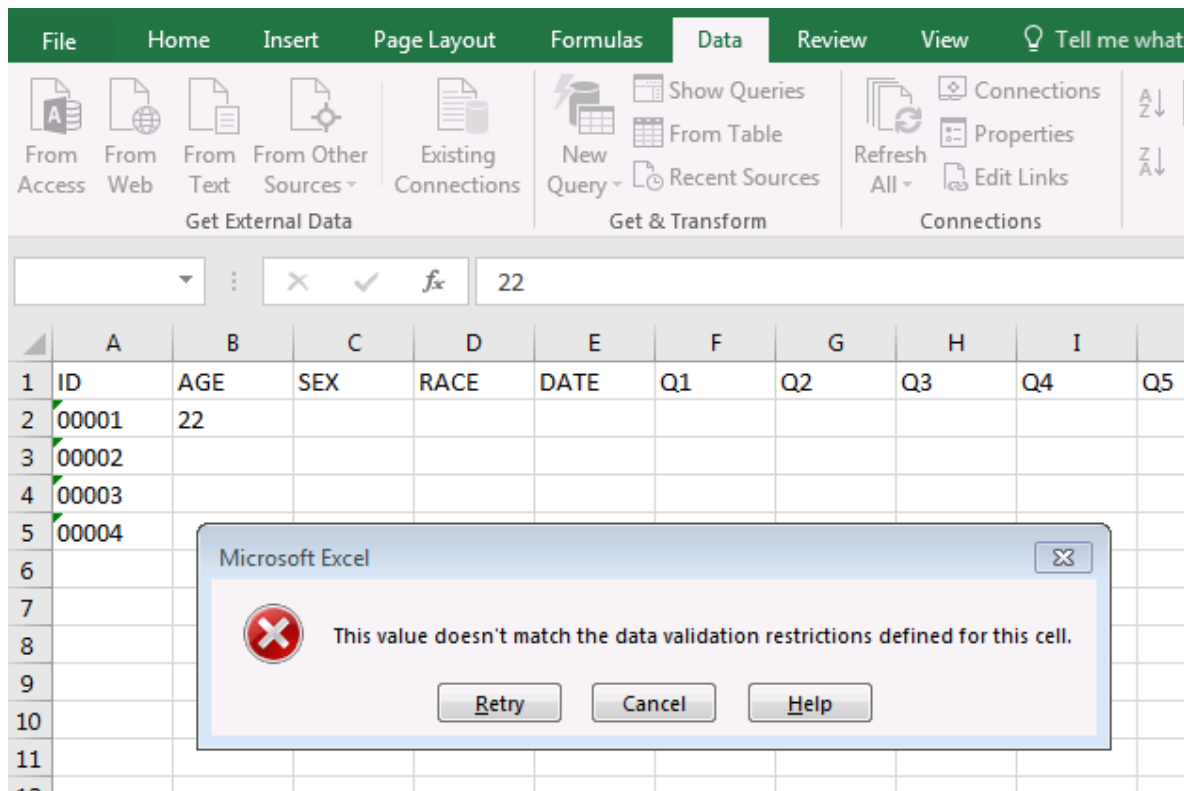 File Home Insert Page Layout Formulas Data Review View Tell me what
From Access From Web From Text From Other Sources Existing Connections New Query Show Queries From Table Recent Sources Refresh All Connections Properties Edit Links A Z Z A
Get External Data Get & Transform Connections
fx 22
A B C D E F G H I
1 ID AGE SEX RACE DATE Q1 Q2 Q3 Q4 Q5
2 00001 22
3 00002
4 00003
5 00004
6
7
8
9
10
11
Microsoft Excel
This value doesn't match the data validation restrictions defined for this cell.
Retry Cancel Help